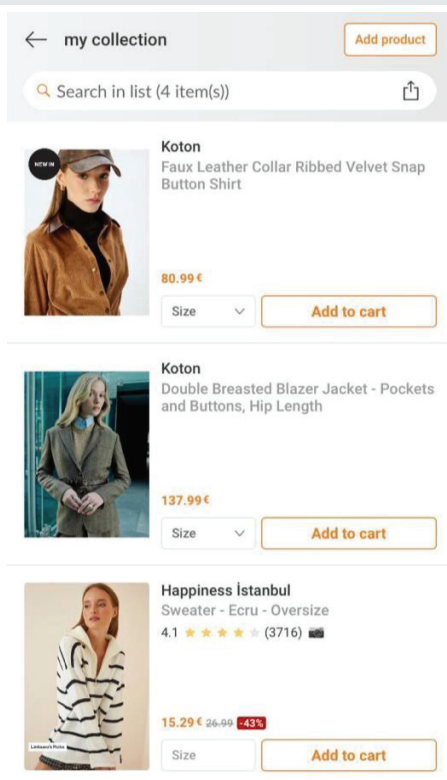 my collection
Add product
Search in list (4 item(s))
NEW IN
Koton
Faux Leather Collar Ribbed Velvet Snap
Button Shirt
80.99 €
Size
Add to cart
Koton
Double Breasted Blazer Jacket - Pockets
and Buttons, Hip Length
137.99 €
Size
Add to cart
Happiness İstanbul
Sweater - Ecru - Oversize
4.1 (3716)
15.29 € 26.99 -43%
Size
Add to cart